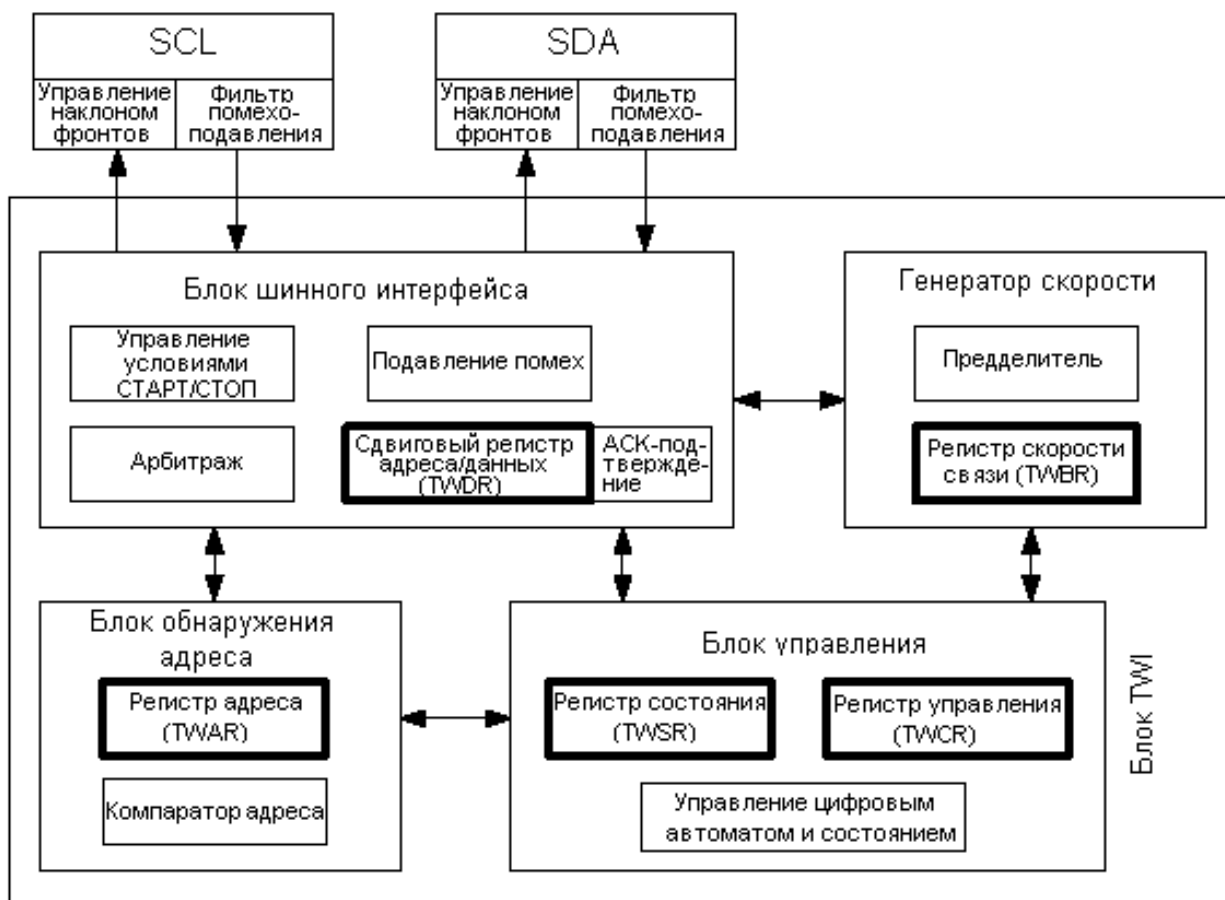 SCL
Управление
наклоном
фронтов
Фильтр
помехо-
подавления
SDA
Управление
наклоном
фронтов
Фильтр
помехо-
подавления
Блок шинного интерфейса
Управление
условиями
СТАРТ/СТОП
Подавление помех
Арбитраж
Сдвиговый регистр
адреса/данных
(TWDR)
АСК-под-
твержде-
ние
Генератор скорости
Предделитель
Регистр скорости
связи (TWBR)
Блок обнаружения
адреса
Регистр адреса
(TWAR)
Компаратор адреса
Блок управления
Регистр состояния
(TWSR)
Регистр управления
(TWCR)
Управление цифровым
автоматом и состоянием
Блок TWI